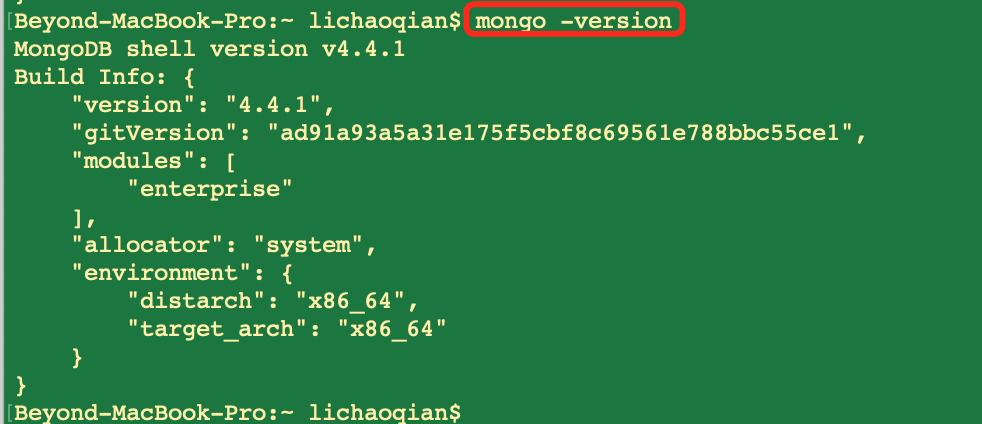 [Beyond-MacBook-Pro:~ lichaoqian$ mongo -version
MongoDB shell version v4.4.1
Build Info: {
    "version": "4.4.1",
    "gitVersion": "ad91a93a5a31e175f5cbf8c69561e788bbc55ce1",
    "modules": [
        "enterprise"
    ],
    "allocator": "system",
    "environment": {
        "distarch": "x86_64",
        "target_arch": "x86_64"
    }
}
[Beyond-MacBook-Pro:~ lichaoqian$